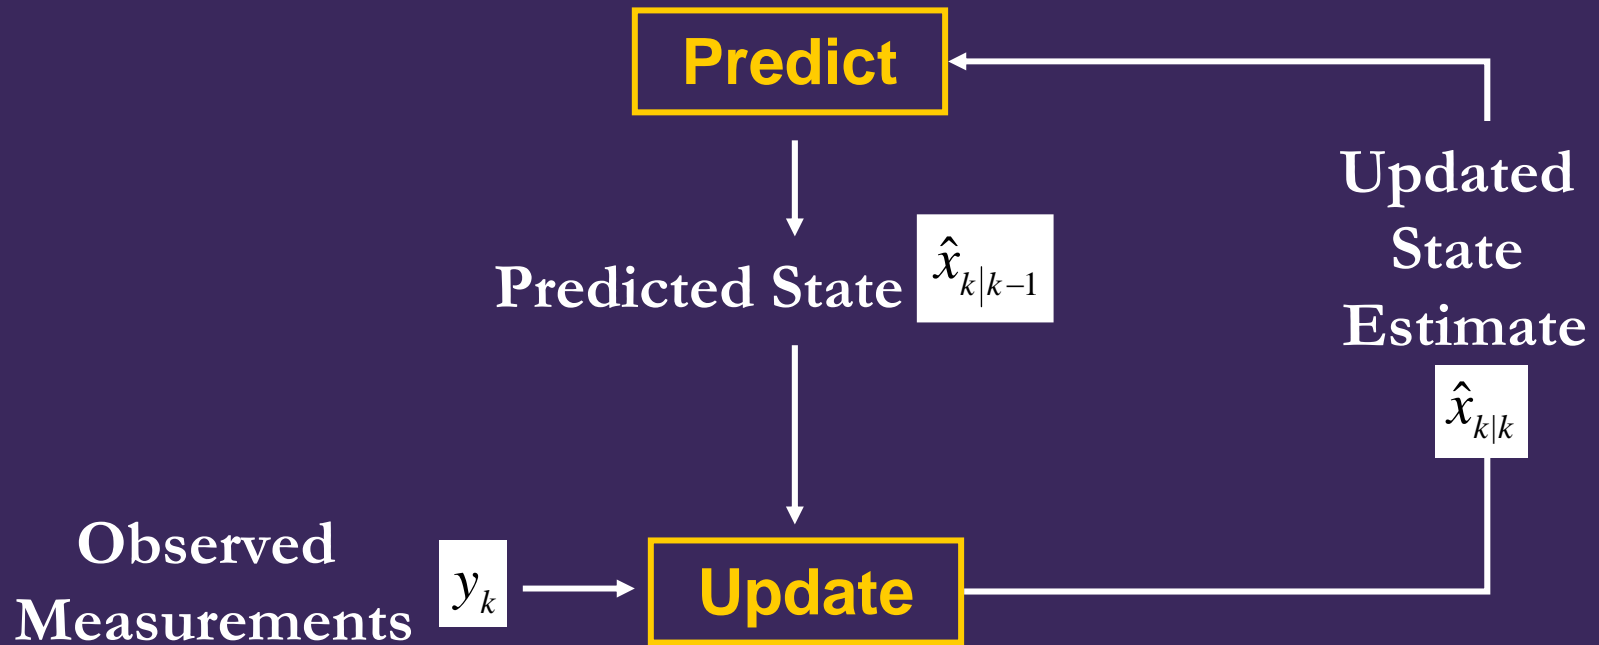 Predict
Predicted State x̂ₖ|ₖ₋₁
Updated
State
Estimate
x̂ₖ|ₖ
Observed
Measurements
yₖ
Update